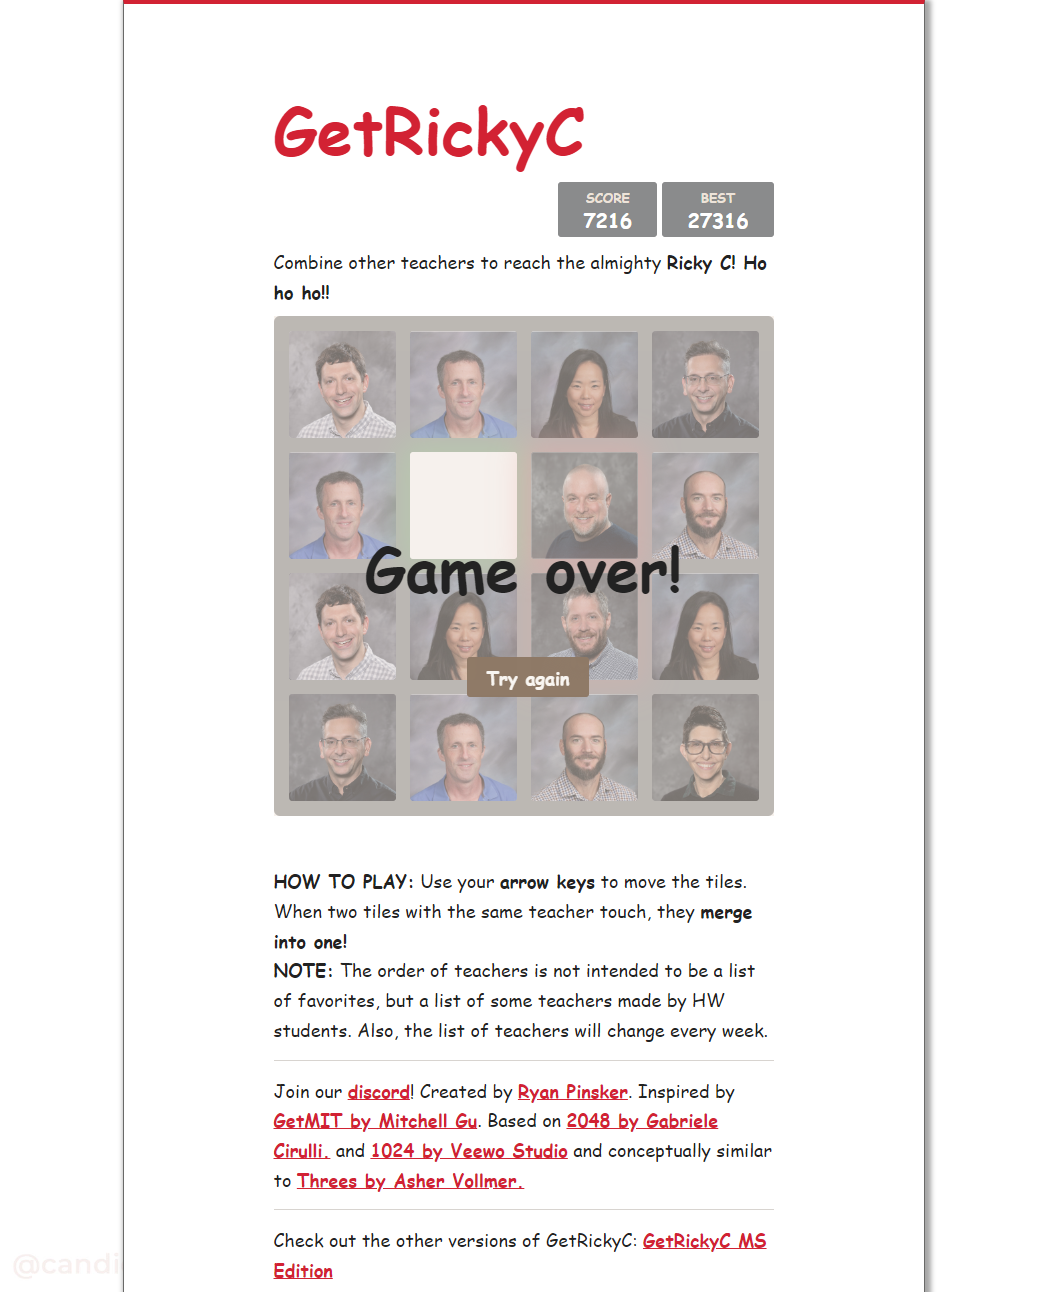 GetRickyC
SCORE
7216
BEST
27316
Combine other teachers to reach the almighty Ricky C! Ho
ho ho!!
Game over!
Try again
HOW TO PLAY: Use your arrow keys to move the tiles.
When two tiles with the same teacher touch, they merge
into one!
NOTE: The order of teachers is not intended to be a list
of favorites, but a list of some teachers made by HW
students. Also, the list of teachers will change every week.
Join our discord! Created by Ryan Pinsker. Inspired by
GetMIT by Mitchell Gu. Based on 2048 by Gabriele
Cirulli. and 1024 by Veewo Studio and conceptually similar
to Threes by Asher Vollmer.
Check out the other versions of GetRickyC: GetRickyC MS
Edition